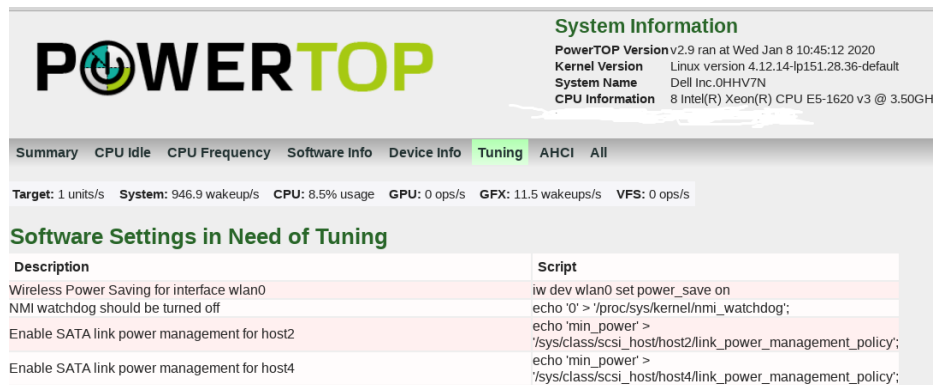 POWERTOP
System Information
PowerTOP Version v2.9 ran at Wed Jan 8 10:45:12 2020
Kernel Version Linux version 4.12.14-lp151.28.36-default
System Name Dell Inc.0HHV7N
CPU Information 8 Intel(R) Xeon(R) CPU E5-1620 v3 @ 3.50GH
Summary CPU Idle CPU Frequency Software Info Device Info Tuning AHCI All
Target: 1 units/s System: 946.9 wakeup/s CPU: 8.5% usage GPU: 0 ops/s GFX: 11.5 wakeups/s VFS: 0 ops/s
Software Settings in Need of Tuning
Description Script
Wireless Power Saving for interface wlan0 iw dev wlan0 set power_save on
NMI watchdog should be turned off echo '0' > '/proc/sys/kernel/nmi_watchdog';
Enable SATA link power management for host2 echo 'min_power' >
'/sys/class/scsi_host/host2/link_power_management_policy';
Enable SATA link power management for host4 echo 'min_power' >
'/sys/class/scsi_host/host4/link_power_management_policy';